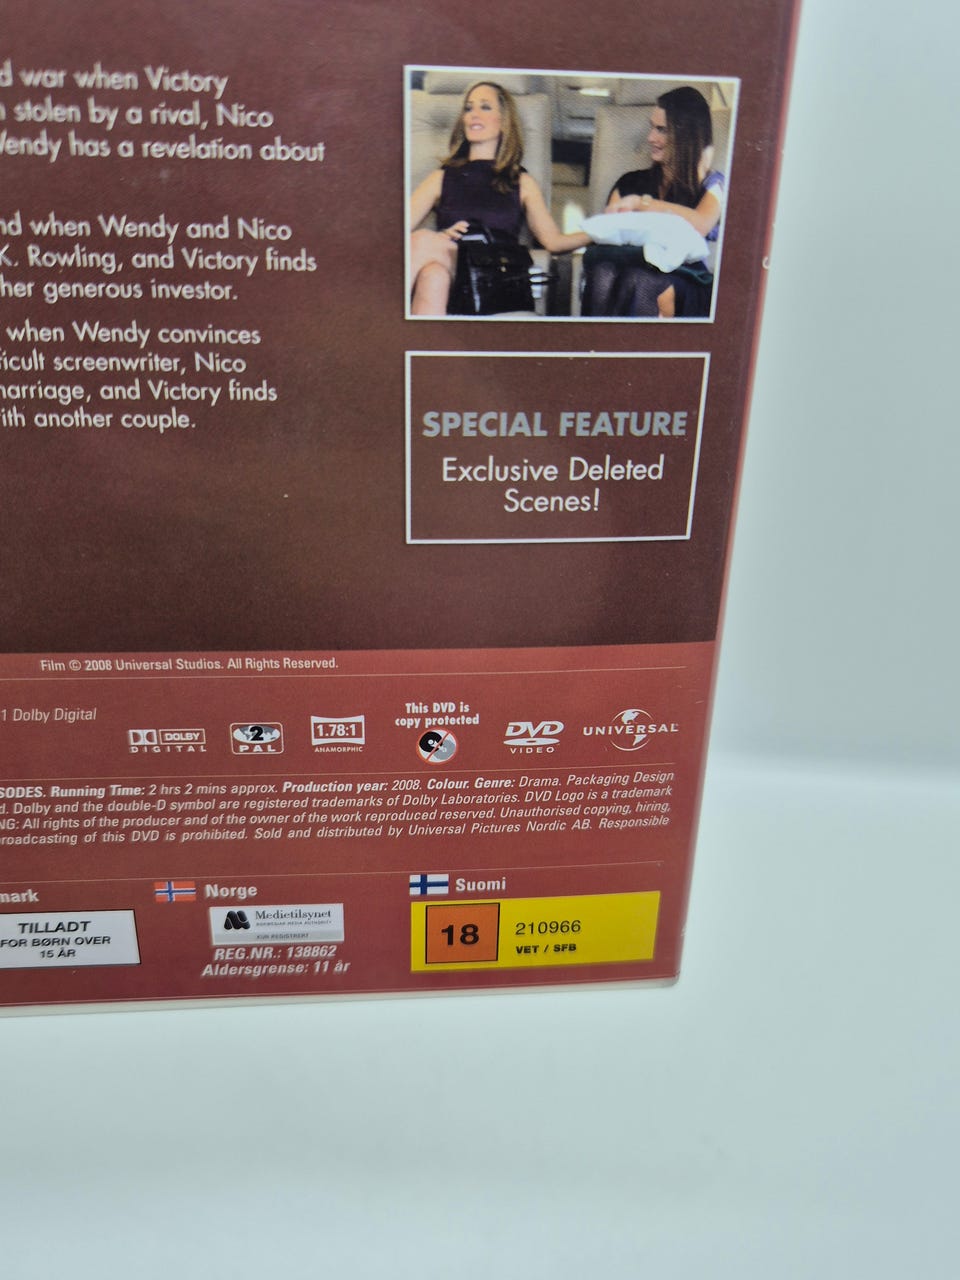 d war when Victory
stolen by a rival, Nico
Wendy has a revelation about
nd when Wendy and Nico
K. Rowling, and Victory finds
her generous investor.
when Wendy convinces
ficult screenwriter, Nico
marriage, and Victory finds
ith another couple.
SPECIAL FEATURE
Exclusive Deleted
Scenes!
Film © 2008 Universal Studios. All Rights Reserved.
1 Dolby Digital
DOLBY
DIGITAL
2
PAL
1.78:1
ANAMORPHIC
This DVD is
copy protected
DVD
VIDEO
UNIVERSAL
SODES. Running Time: 2 hrs 2 mins approx. Production year: 2008. Colour. Genre: Drama. Packaging Design
d. Dolby and the double-D symbol are registered trademarks of Dolby Laboratories. DVD Logo is a trademark
NG: All rights of the producer and of the owner of the work reproduced reserved. Unauthorised copying, hiring,
roadcasting of this DVD is prohibited. Sold and distributed by Universal Pictures Nordic AB. Responsible
mark
Norge
Suomi
TILLADT
FOR BØRN OVER
15 ÅR
Medietilsynet
NORWEGIAN MEDIA AUTHORITY
KUN REGISTRERT
REG.NR.: 138862
Aldersgrense: 11 år
18
210966
VET / SFB